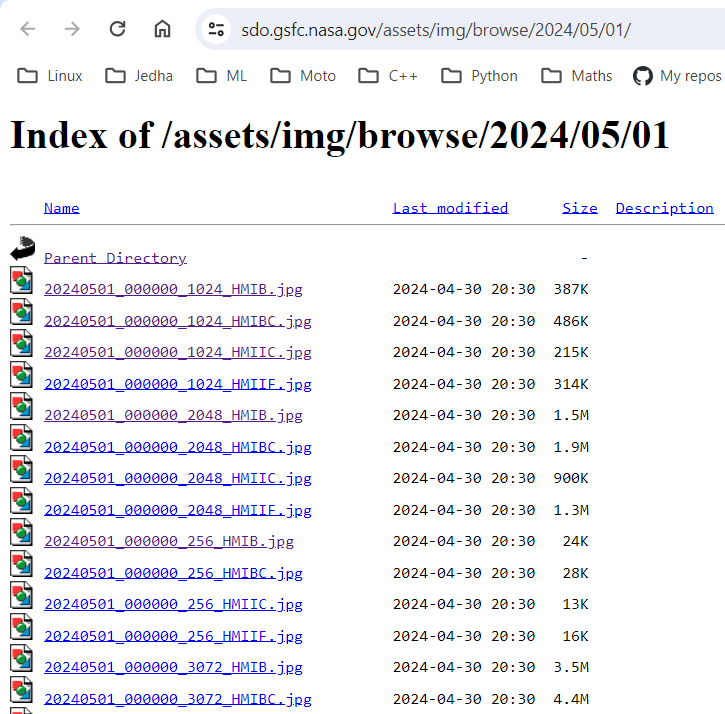 sdo.gsfc.nasa.gov/assets/img/browse/2024/05/01/
Linux Jedha ML Moto C++ Python Maths My repos
Index of /assets/img/browse/2024/05/01
Name Last modified Size Description
Parent Directory -
20240501_000000_1024_HMIB.jpg 2024-04-30 20:30 387K
20240501_000000_1024_HMIBC.jpg 2024-04-30 20:30 486K
20240501_000000_1024_HMIIC.jpg 2024-04-30 20:30 215K
20240501_000000_1024_HMIIF.jpg 2024-04-30 20:30 314K
20240501_000000_2048_HMIB.jpg 2024-04-30 20:30 1.5M
20240501_000000_2048_HMIBC.jpg 2024-04-30 20:30 1.9M
20240501_000000_2048_HMIIC.jpg 2024-04-30 20:30 900K
20240501_000000_2048_HMIIF.jpg 2024-04-30 20:30 1.3M
20240501_000000_256_HMIB.jpg 2024-04-30 20:30 24K
20240501_000000_256_HMIBC.jpg 2024-04-30 20:30 28K
20240501_000000_256_HMIIC.jpg 2024-04-30 20:30 13K
20240501_000000_256_HMIIF.jpg 2024-04-30 20:30 16K
20240501_000000_3072_HMIB.jpg 2024-04-30 20:30 3.5M
20240501_000000_3072_HMIBC.jpg 2024-04-30 20:30 4.4M